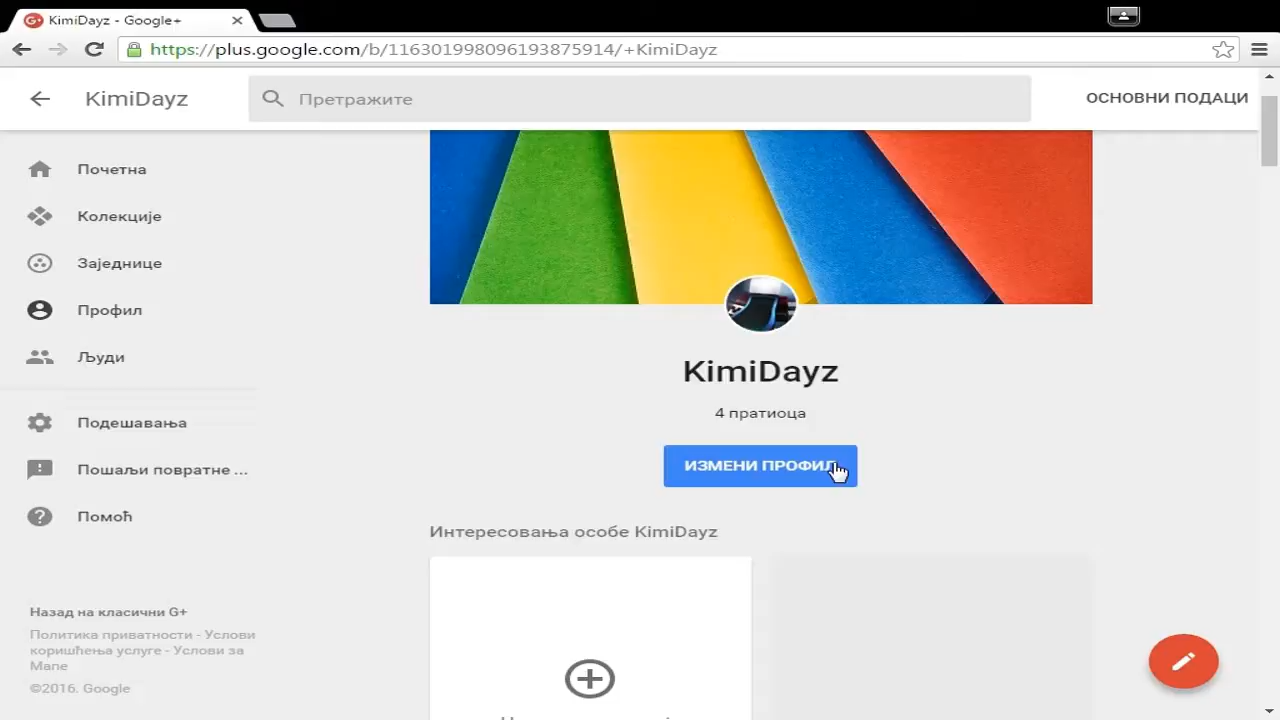 KimiDayz - Google+
https://plus.google.com/b/116301998096193875914/+KimiDayz
KimiDayz
Претражите
ОСНОВНИ ПОДАЦИ
Почетна
Колекције
Заједнице
Профил
Људи
Подешавања
Пошаљи повратне ...
Помоћ
Назад на класични G+
Политика приватности - Услови
коришћења услуге - Услови за
Мапе
©2016. Google
KimiDayz
4 пратиоца
ИЗМЕНИ ПРОФИЛ
Интересовања особе KimiDayz